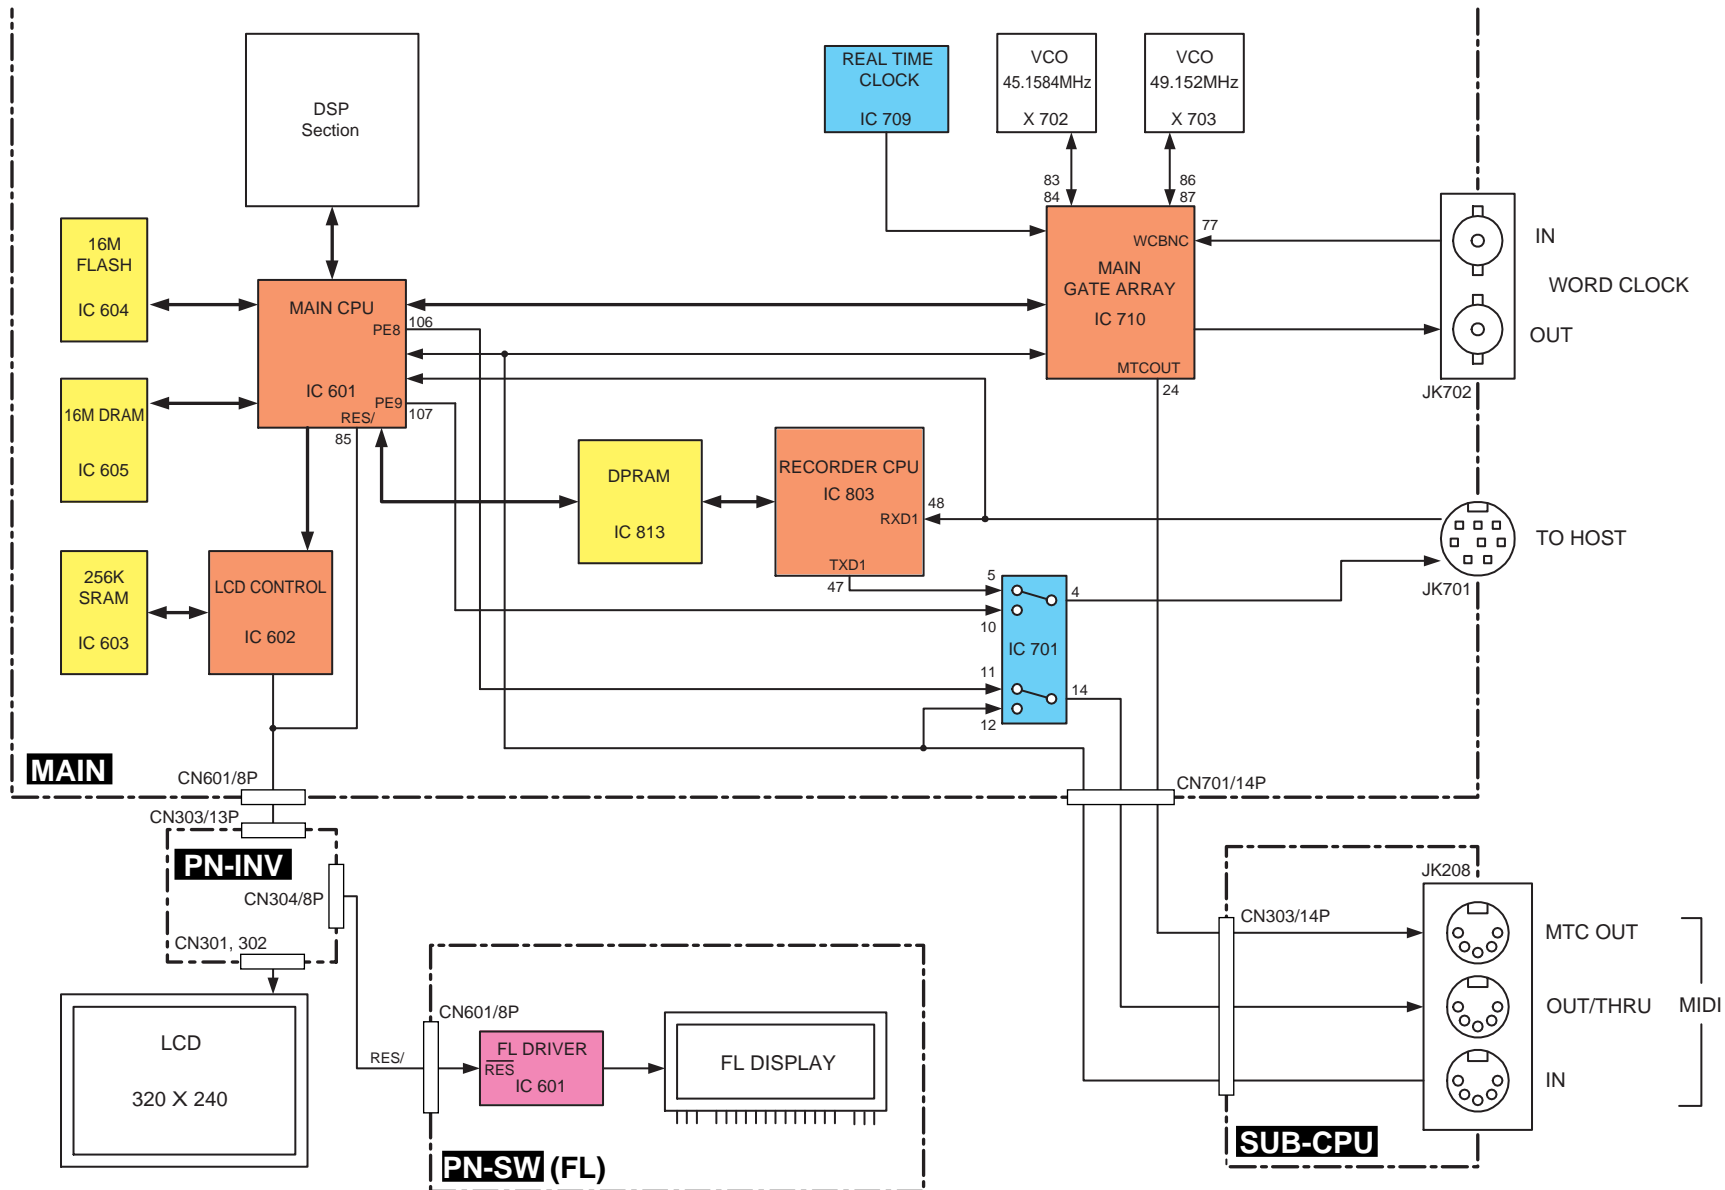 DSP
Section
REAL TIME
CLOCK
IC 709
VCO
45.1584MHz
X 702
VCO
49.152MHz
X 703
83
84
86
87
77
WCBNC
MAIN
GATE ARRAY
IC 710
MTCOUT
24
IN
WORD CLOCK
OUT
JK702
16M
FLASH
IC 604
MAIN CPU
PE8
106
IC 601
PE9
107
RES/
85
16M DRAM
IC 605
DPRAM
IC 813
RECORDER CPU
IC 803
48
RXD1
TXD1
47
TO HOST
JK701
256K
SRAM
IC 603
LCD CONTROL
IC 602
5
4
10
IC 701
11
14
12
MAIN
CN601/8P
CN701/14P
CN303/13P
PN-INV
CN304/8P
CN301, 302
LCD
320 X 240
RES/
CN601/8P
FL DRIVER
RES
IC 601
FL DISPLAY
PN-SW (FL)
JK208
CN303/14P
MTC OUT
OUT/THRU
MIDI
IN
SUB-CPU